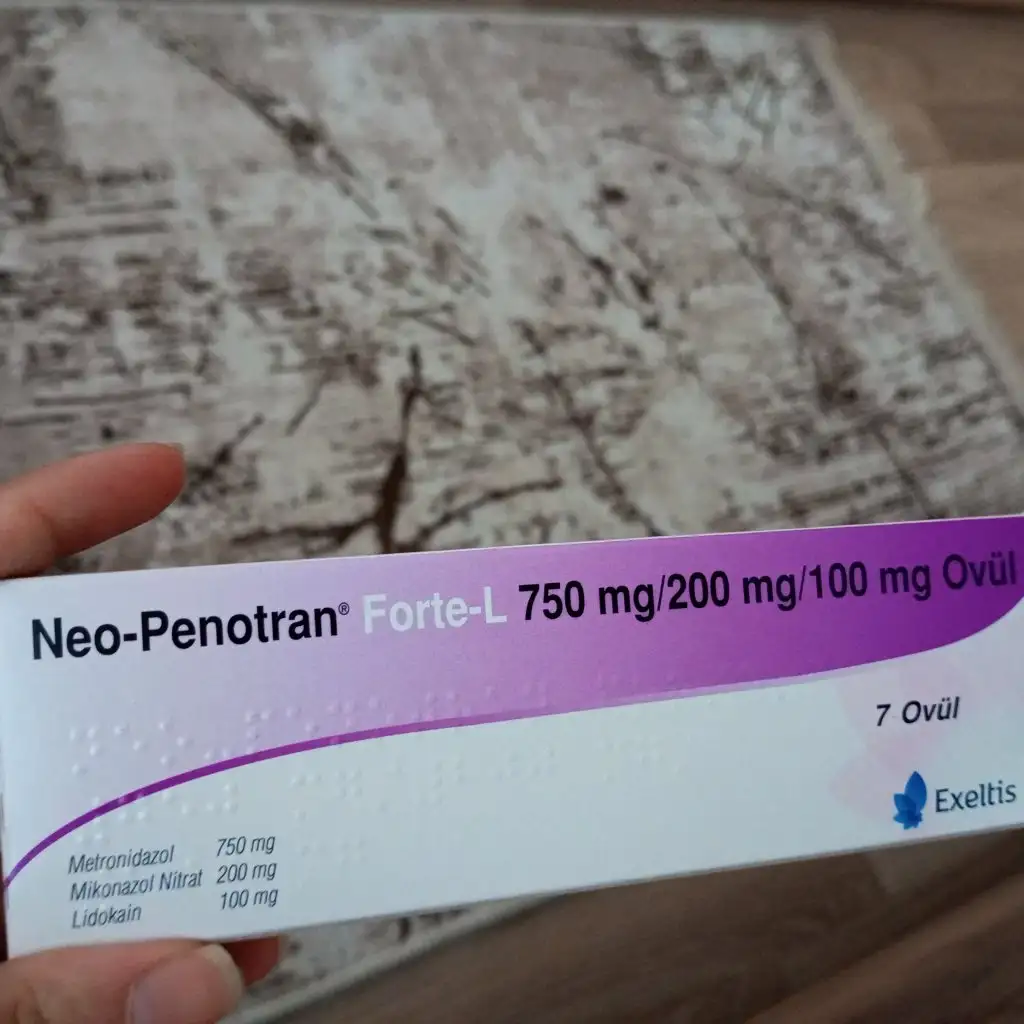 Neo-Penotran® Forte-L 750 mg/200 mg/100 mg Ovül
7 Ovül
Exeltis
Metronidazol 750 mg
Mikonazol Nitrat 200 mg
Lidokain 100 mg